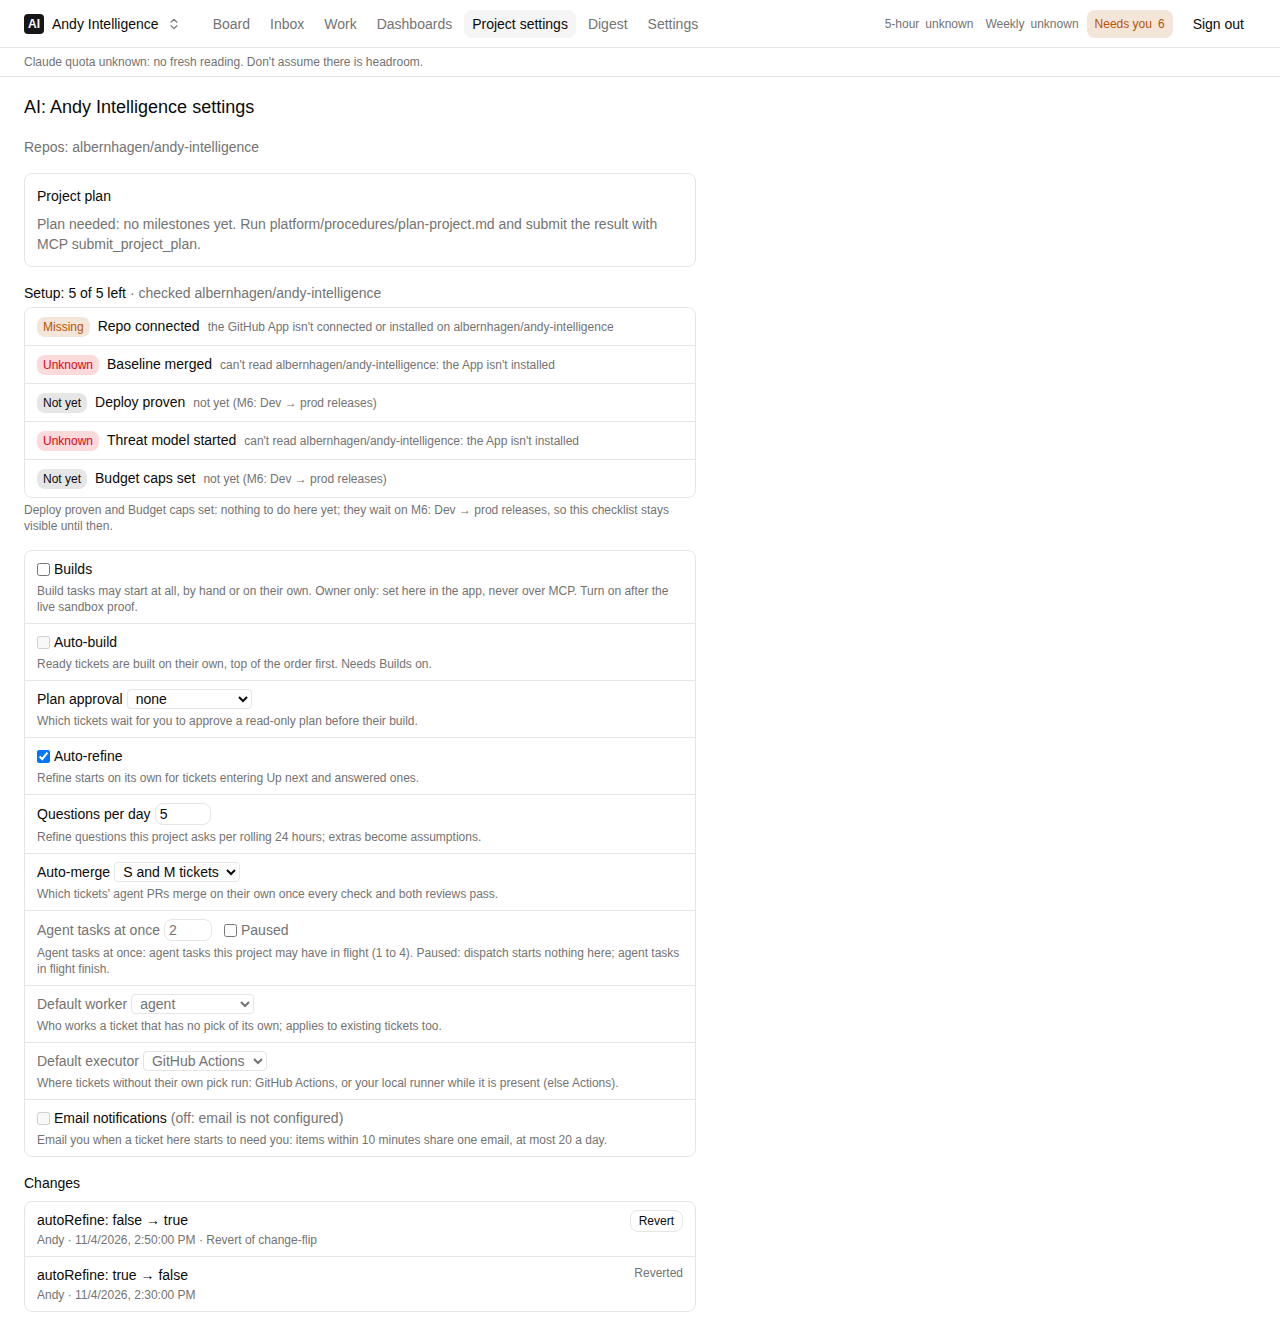 AI Andy Intelligence Board Inbox Work Dashboards Project settings Digest Settings 5-hour unknown Weekly unknown Needs you 6 Sign out
Claude quota unknown: no fresh reading. Don't assume there is headroom.
AI: Andy Intelligence settings
Repos: albernhagen/andy-intelligence
Project plan
Plan needed: no milestones yet. Run platform/procedures/plan-project.md and submit the result with
MCP submit_project_plan.
Setup: 5 of 5 left · checked albernhagen/andy-intelligence
Missing Repo connected the GitHub App isn't connected or installed on albernhagen/andy-intelligence
Unknown Baseline merged can't read albernhagen/andy-intelligence: the App isn't installed
Not yet Deploy proven not yet (M6: Dev → prod releases)
Unknown Threat model started can't read albernhagen/andy-intelligence: the App isn't installed
Not yet Budget caps set not yet (M6: Dev → prod releases)
Deploy proven and Budget caps set: nothing to do here yet; they wait on M6: Dev → prod releases, so this checklist stays
visible until then.
Builds
Build tasks may start at all, by hand or on their own. Owner only: set here in the app, never over MCP. Turn on after the
live sandbox proof.
Auto-build
Ready tickets are built on their own, top of the order first. Needs Builds on.
Plan approval none
Which tickets wait for you to approve a read-only plan before their build.
Auto-refine
Refine starts on its own for tickets entering Up next and answered ones.
Questions per day 5
Refine questions this project asks per rolling 24 hours; extras become assumptions.
Auto-merge S and M tickets
Which tickets' agent PRs merge on their own once every check and both reviews pass.
Agent tasks at once 2 Paused
Agent tasks at once: agent tasks this project may have in flight (1 to 4). Paused: dispatch starts nothing here; agent tasks
in flight finish.
Default worker agent
Who works a ticket that has no pick of its own; applies to existing tickets too.
Default executor GitHub Actions
Where tickets without their own pick run: GitHub Actions, or your local runner while it is present (else Actions).
Email notifications (off: email is not configured)
Email you when a ticket here starts to need you: items within 10 minutes share one email, at most 20 a day.
Changes
autoRefine: false → true Revert
Andy · 11/4/2026, 2:50:00 PM · Revert of change-flip
autoRefine: true → false Reverted
Andy · 11/4/2026, 2:30:00 PM